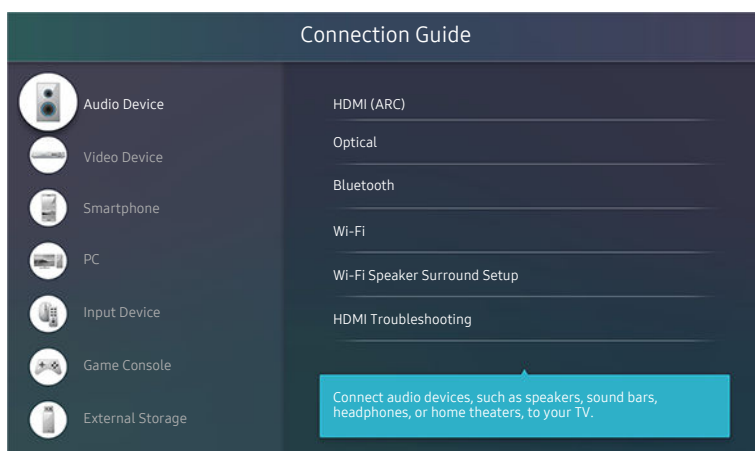 Connection Guide
Audio Device
Video Device
Smartphone
PC
Input Device
Game Console
External Storage
HDMI (ARC)
Optical
Bluetooth
Wi-Fi
Wi-Fi Speaker Surround Setup
HDMI Troubleshooting
Connect audio devices, such as speakers, sound bars,
headphones, or home theaters, to your TV.